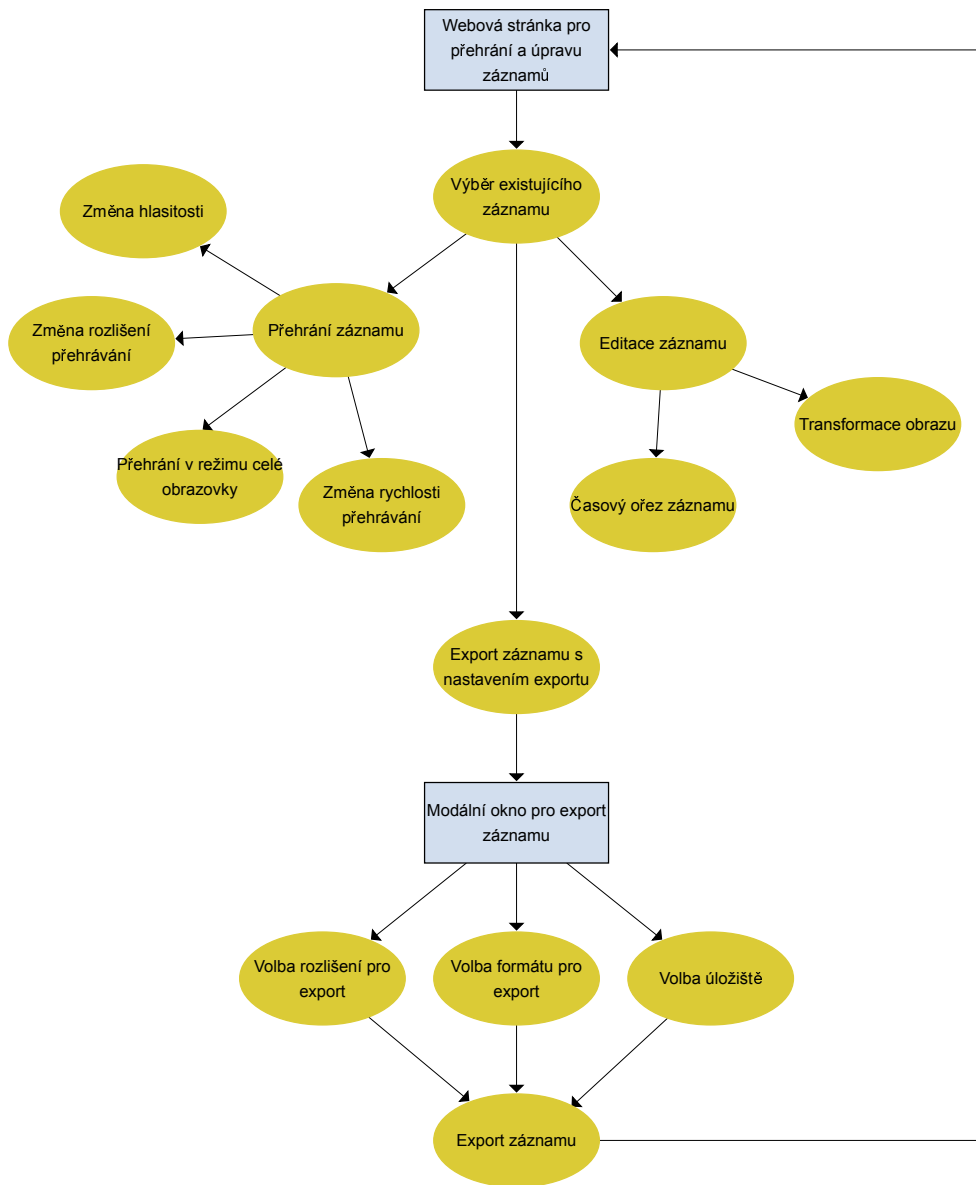 Webová stránka pro
přehrání a úpravu
záznamů
Výběr existujícího
záznamu
Změna hlasitosti
Přehrání záznamu
Změna rozlišení
přehrávání
Editace záznamu
Transformace obrazu
Přehrání v režimu celé
obrazovky
Změna rychlosti
přehrávání
Časový ořez záznamu
Export záznamu s
nastavením exportu
Modální okno pro export
záznamu
Volba rozlišení pro
export
Volba formátu pro
export
Volba úložiště
Export záznamu